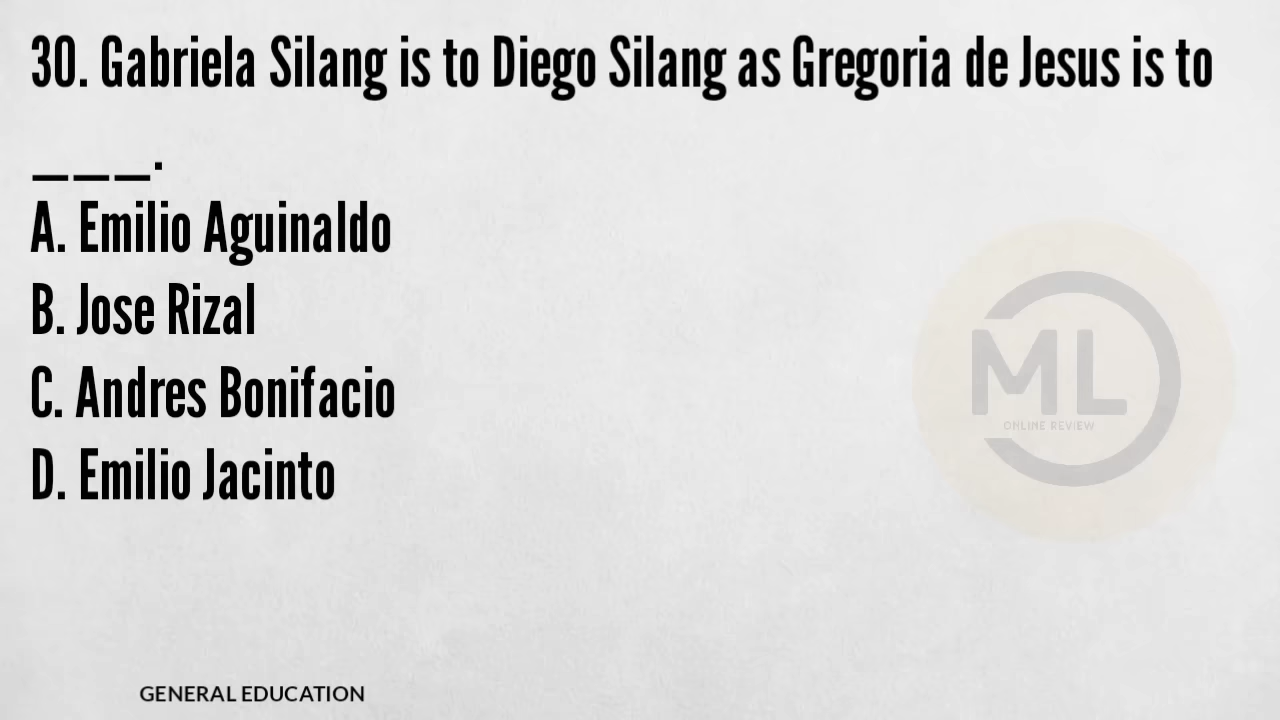 30. Gabriela Silang is to Diego Silang as Gregoria de Jesus is to
___.
A. Emilio Aguinaldo
B. Jose Rizal
C. Andres Bonifacio
D. Emilio Jacinto
ML
ONLINE REVIEW
GENERAL EDUCATION